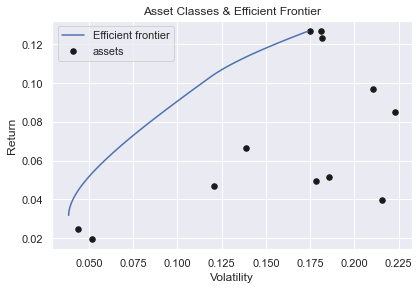 Asset Classes & Efficient Frontier
Efficient frontier
assets
Return
0.12
0.10
0.08
0.06
0.04
0.02
0.050
0.075
0.100
0.125
0.150
0.175
0.200
0.225
Volatility